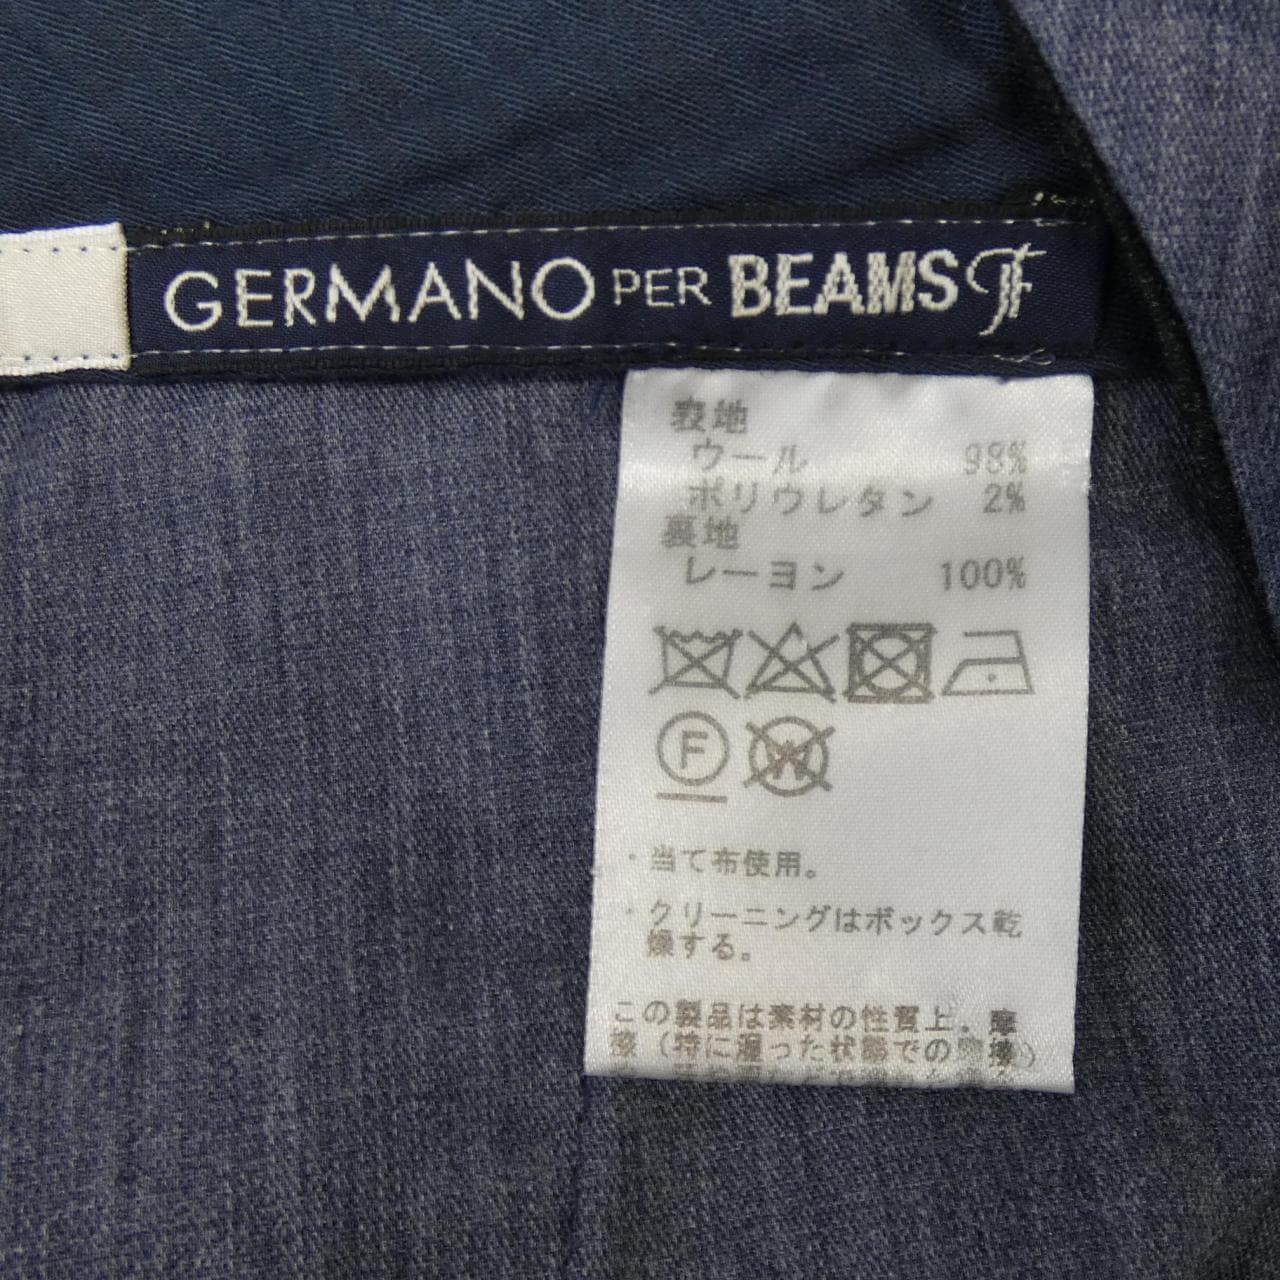 GERMANO PER BEAMS F
表地
ウール 98%
ポリウレタン 2%
裏地
レーヨン 100%
F
W
・当て布使用。
・クリーニングはボックス乾
燥する。
この製品は素材の性質上、摩
擦（特に湿った状態での摩擦）